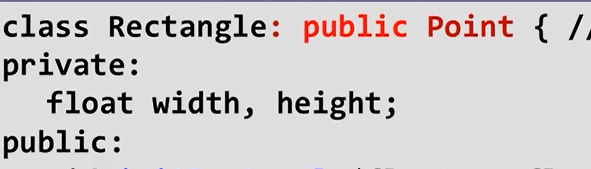 class Rectangle: public Point { //
private:
float width, height;
public: